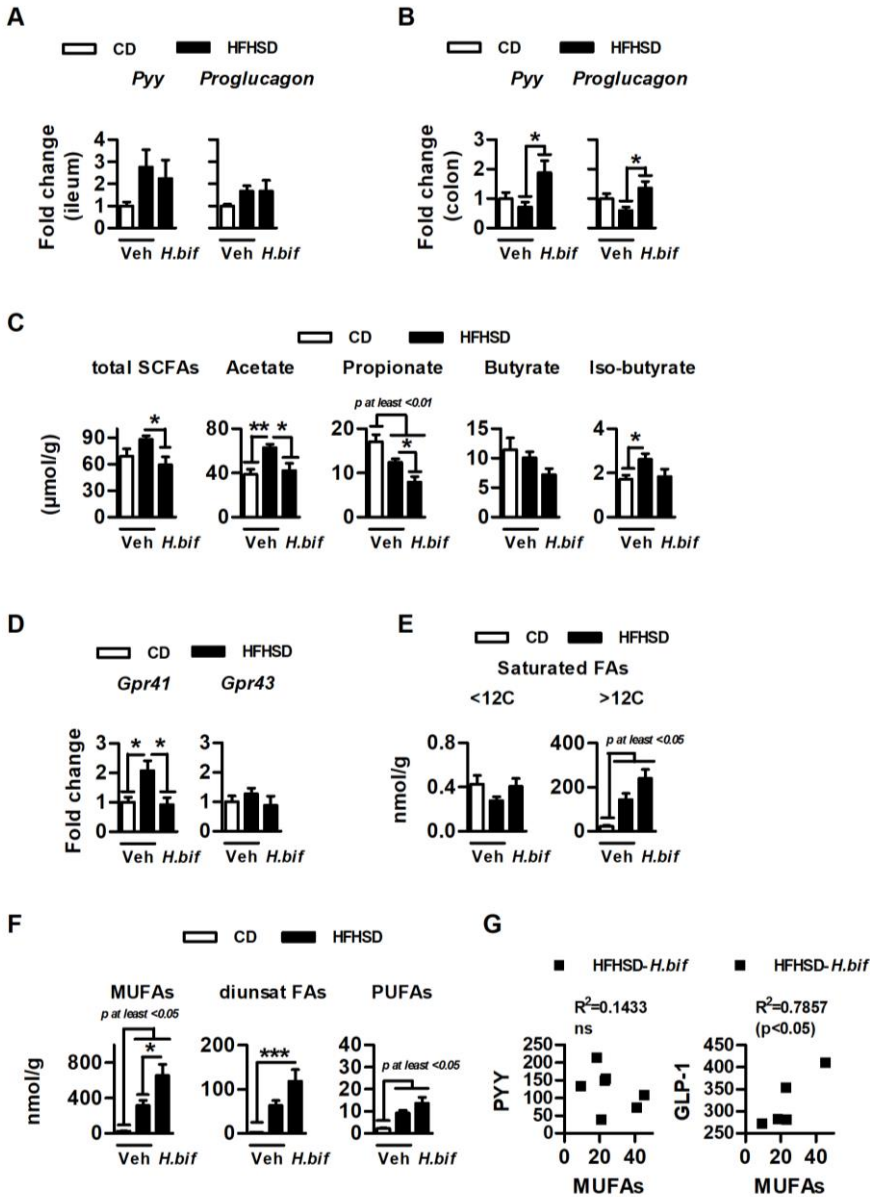 A
CD HFHSD
Pyy Proglucagon
Fold change
(ileum)
4
3
2
1
0
Veh H.bif Veh H.bif
B
CD HFHSD
Pyy Proglucagon
Fold change
(colon)
3
2
1
0
*
*
Veh H.bif Veh H.bif
C
CD HFHSD
total SCFAs Acetate Propionate Butyrate Iso-butyrate
(µmol/g)
90
60
30
0
*
Veh H.bif
80
40
0
** *
Veh H.bif
p at least <0.01
20
10
0
*
Veh H.bif
15
10
5
0
Veh H.bif
4
2
0
*
Veh H.bif
D
CD HFHSD
Gpr41 Gpr43
Fold change
3
2
1
0
* *
Veh H.bif
3
2
1
0
Veh H.bif
E
CD HFHSD
Saturated FAs
<12C >12C
nmol/g
0.8
0.4
0.0
Veh H.bif
400
200
0
p at least <0.05
Veh H.bif
F
CD HFHSD
MUFAs diunsat FAs PUFAs
nmol/g
p at least <0.05
800
400
0
*
Veh H.bif
200
100
0
***
Veh H.bif
40
30
20
10
0
p at least <0.05
Veh H.bif
G
HFHSD-H.bif HFHSD-H.bif
R²=0.1433
ns
PYY
250
200
150
100
50
0
0 20 40
MUFAs
R²=0.7857
(p<0.05)
GLP-1
450
400
350
300
250
0 20 40
MUFAs